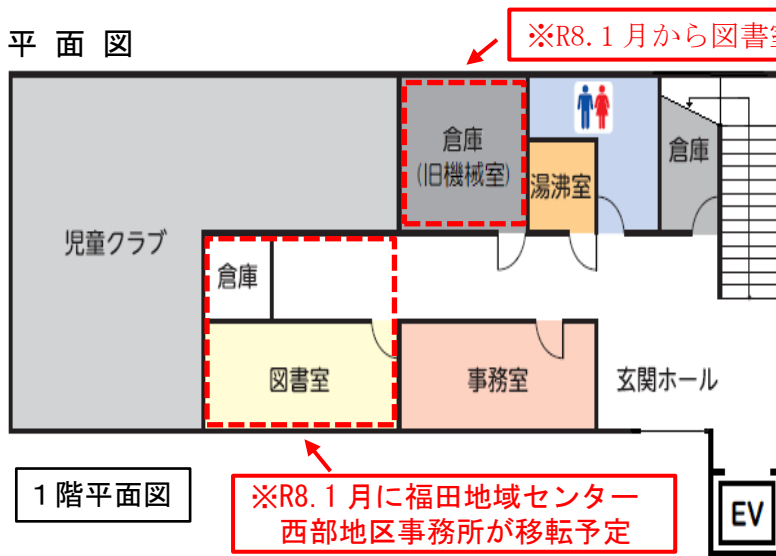 平面図
※R8.1月から図書室
倉庫
(旧機械室)
湯沸室
倉庫
児童クラブ
倉庫
図書室
事務室
玄関ホール
1階平面図
※R8.1月に福田地域センター
西部地区事務所が移転予定
EV